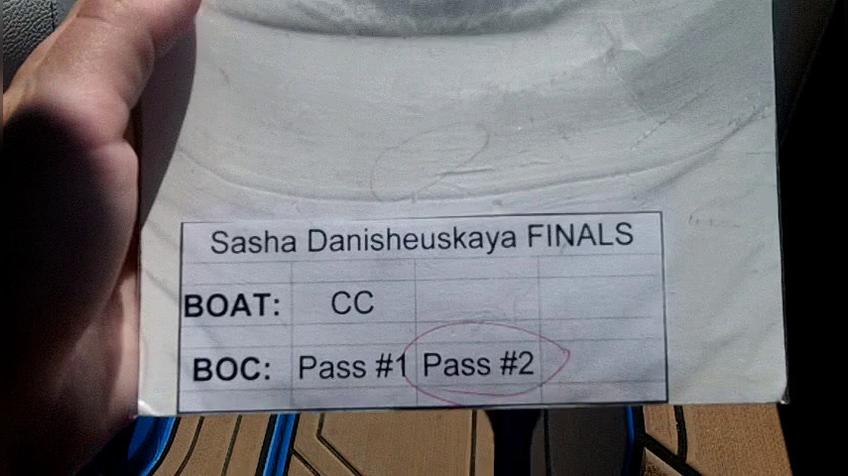 Sasha Danisheuskaya FINALS
BOAT: CC
BOC: Pass #1 Pass #2